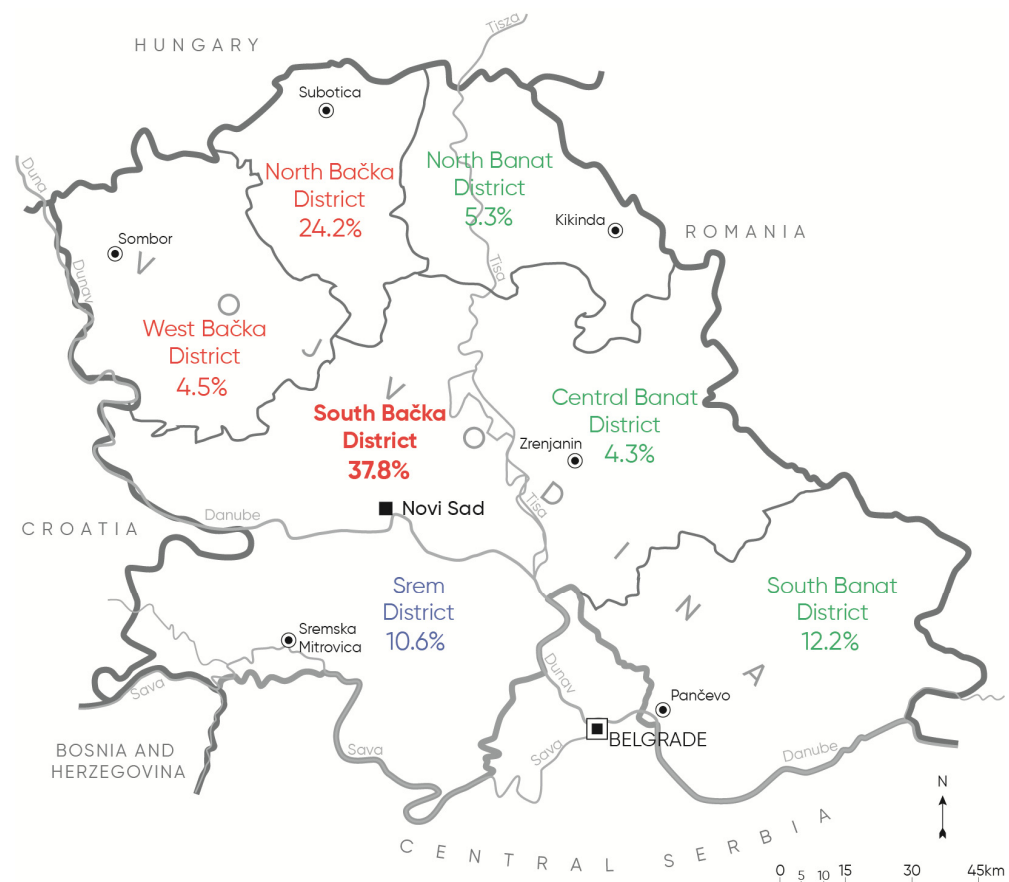 Tisza
HUNGARY
Subotica
North Bačka
District
24.2%
North Banat
District
5.3%
Kikinda
ROMANIA
Duna
Sombor
Dunav
Tisa
VOJVODINA
West Bačka
District
4.5%
South Bačka
District
37.8%
Central Banat
District
4.3%
Zrenjanin
Tisa
Novi Sad
Danube
CROATIA
Srem
District
10.6%
South Banat
District
12.2%
Sremska
Mitrovica
Sava
Dunav
Pančevo
BELGRADE
Sava
Sava
Danube
BOSNIA AND
HERZEGOVINA
N
CENTRAL SERBIA
0 5 10 15 30 45km